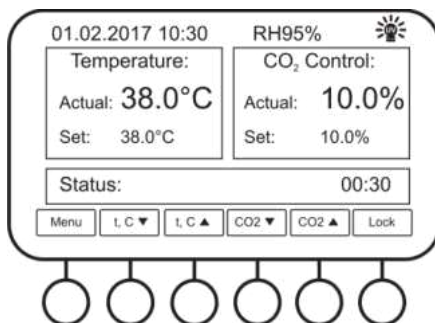 01.02.2017 10:30 RH95% UV
Temperature: CO₂ Control:
Actual: 38.0°C Actual: 10.0%
Set: 38.0°C Set: 10.0%
Status: 00:30
Menu t, C ▼ t, C ▲ CO2 ▼ CO2 ▲ Lock